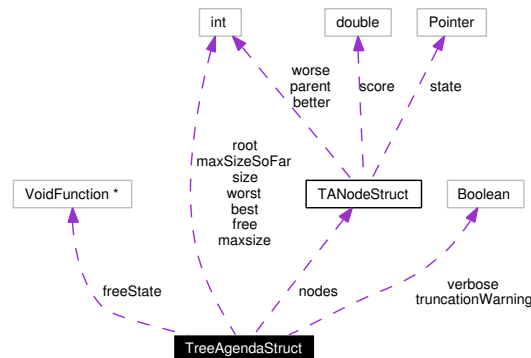 int
double
Pointer
worse
parent
better
score
state
root
maxSizeSoFar
size
worst
best
free
maxsize
VoidFunction *
TANodeStruct
Boolean
freeState
nodes
verbose
truncationWarning
TreeAgendaStruct